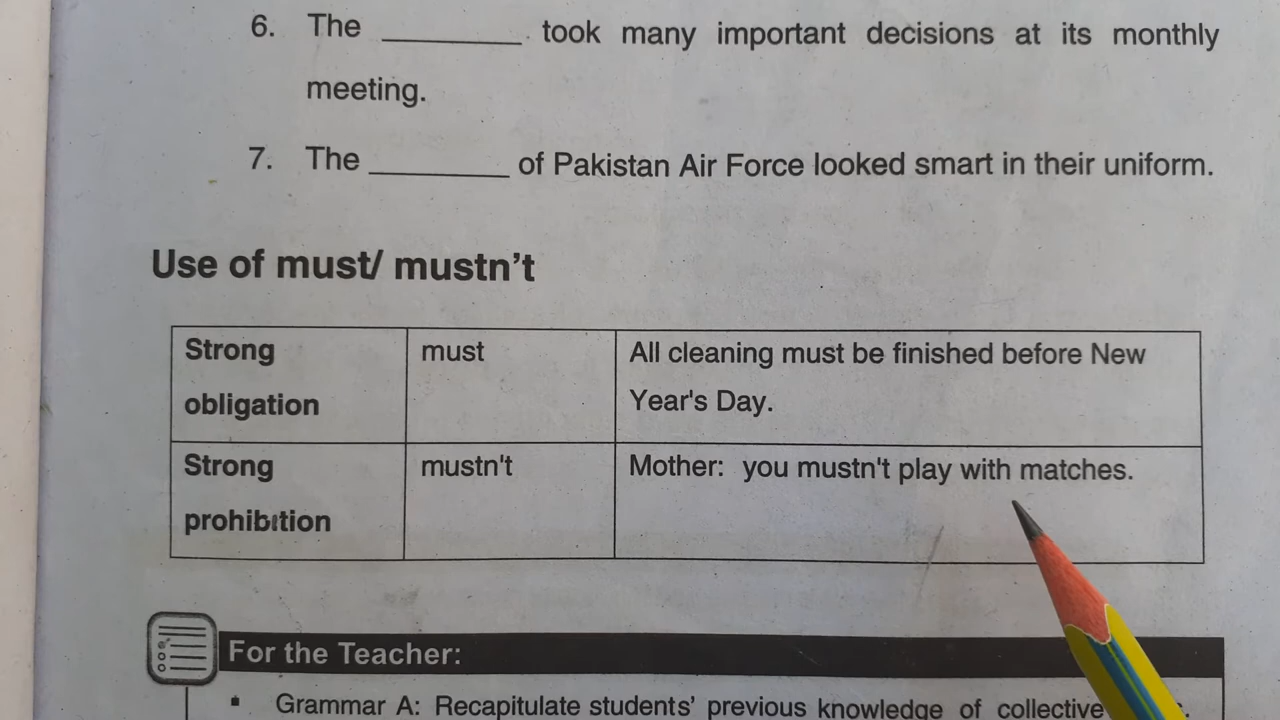 6. The _________ took many important decisions at its monthly
meeting.
7. The _________ of Pakistan Air Force looked smart in their uniform.
Use of must/ mustn't
Strong
obligation
must
All cleaning must be finished before New
Year's Day.
Strong
prohibition
mustn't
Mother: you mustn't play with matches.
For the Teacher:
▪ Grammar A: Recapitulate students' previous knowledge of collective